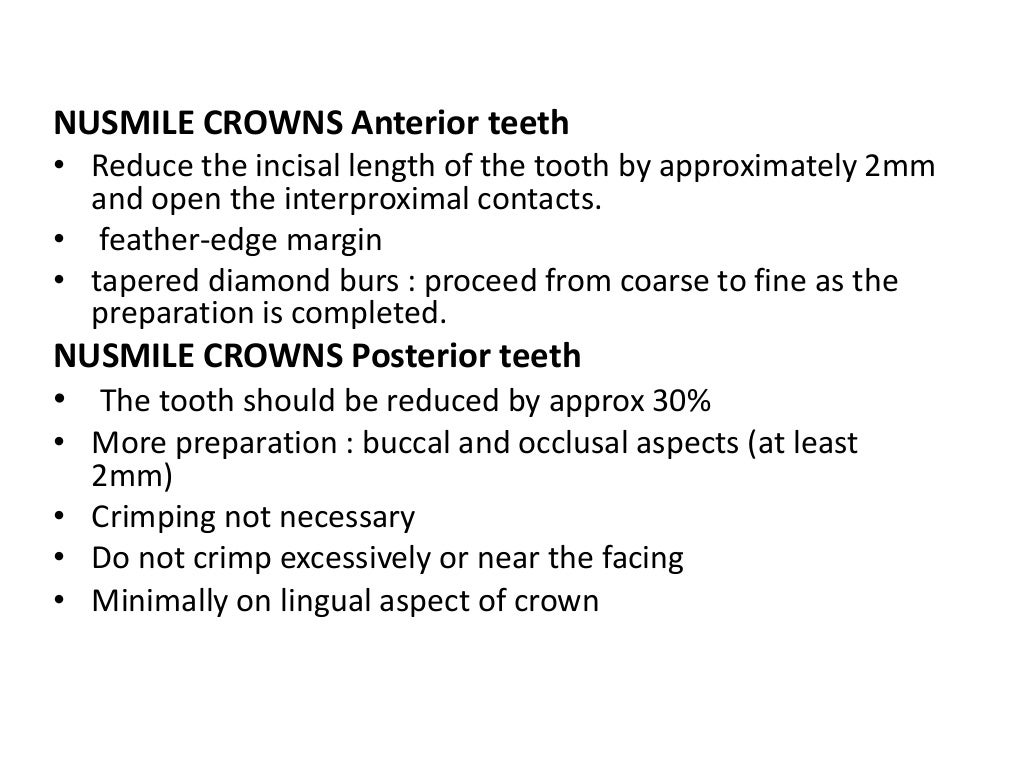 NUSMILE CROWNS Anterior teeth
• Reduce the incisal length of the tooth by approximately 2mm
and open the interproximal contacts.
• feather-edge margin
• tapered diamond burs : proceed from coarse to fine as the
preparation is completed.
NUSMILE CROWNS Posterior teeth
• The tooth should be reduced by approx 30%
• More preparation : buccal and occlusal aspects (at least
2mm)
• Crimping not necessary
• Do not crimp excessively or near the facing
• Minimally on lingual aspect of crown